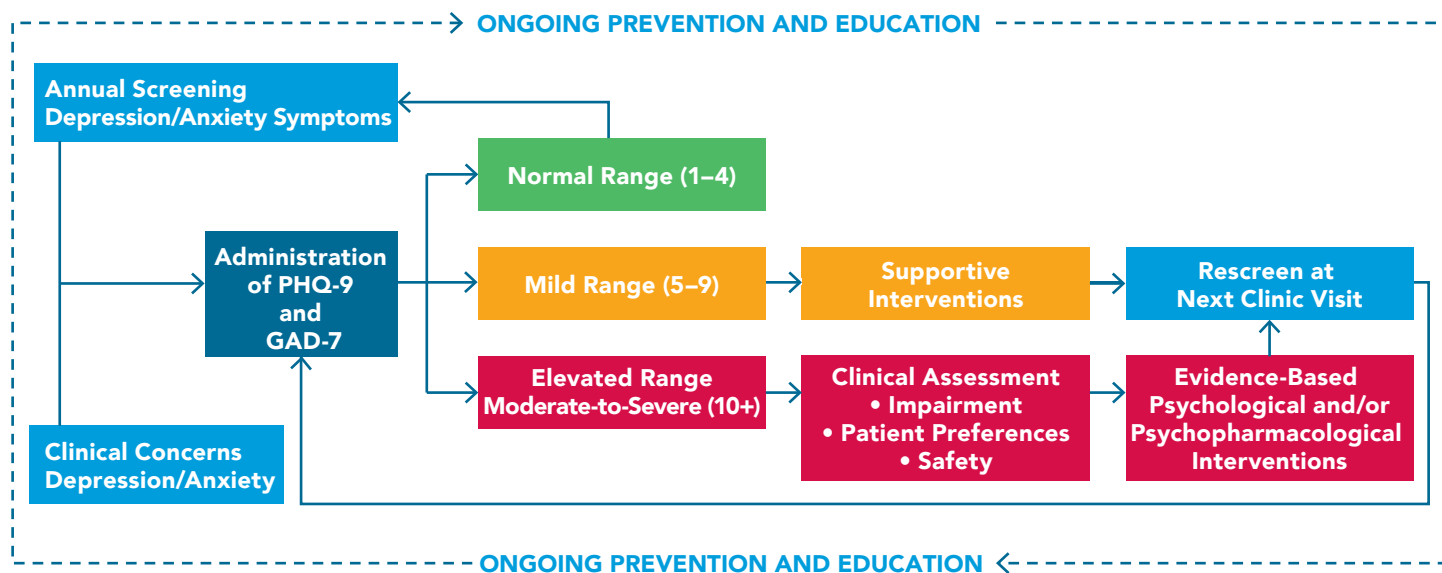 ONGOING PREVENTION AND EDUCATION
Annual Screening
Depression/Anxiety Symptoms
Normal Range (1–4)
Administration
of PHQ-9
and
GAD-7
Mild Range (5–9)
Supportive
Interventions
Rescreen at
Next Clinic Visit
Elevated Range
Moderate-to-Severe (10+)
Clinical Assessment
• Impairment
• Patient Preferences
• Safety
Evidence-Based
Psychological and/or
Psychopharmacological
Interventions
Clinical Concerns
Depression/Anxiety
ONGOING PREVENTION AND EDUCATION